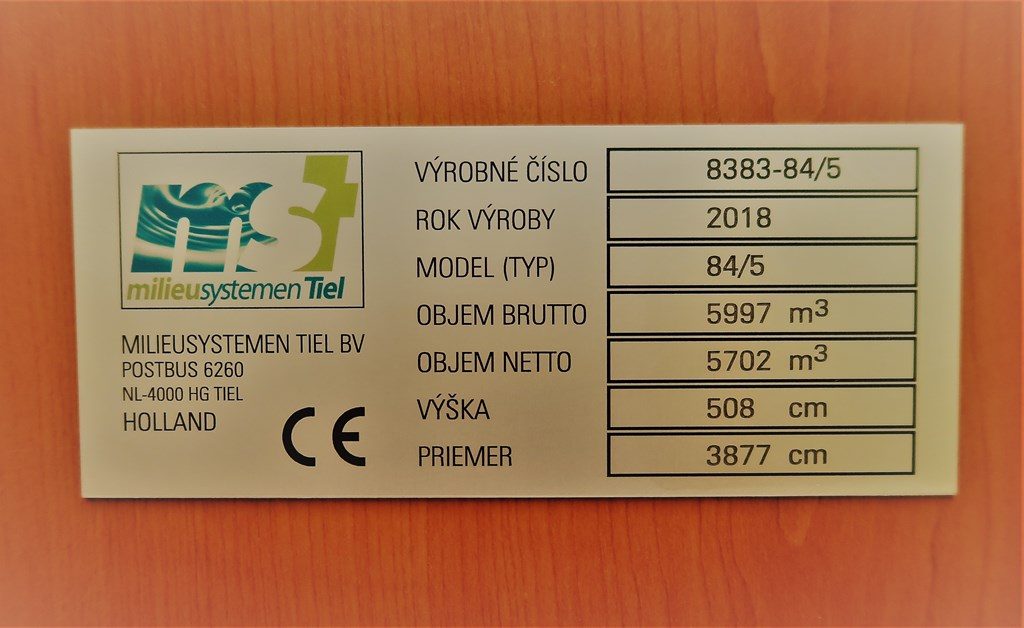 mst
milieusystemen Tiel
MILIEUSYSTEMEN TIEL BV
POSTBUS 6260
NL-4000 HG TIEL
HOLLAND
CE
VÝROBNÉ ČÍSLO 8383-84/5
ROK VÝROBY 2018
MODEL (TYP) 84/5
OBJEM BRUTTO 5997 m³
OBJEM NETTO 5702 m³
VÝŠKA 508 cm
PRIEMER 3877 cm